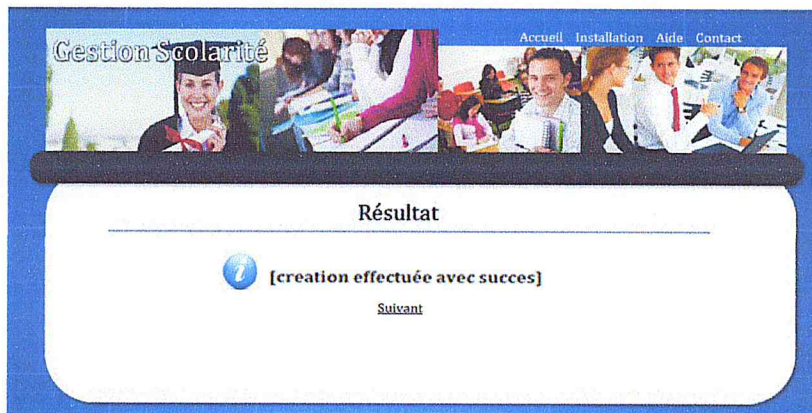 Accueil Installation Aide Contact
Gestion Scolarité
Résultat
[creation effectuée avec succes]
Suivant